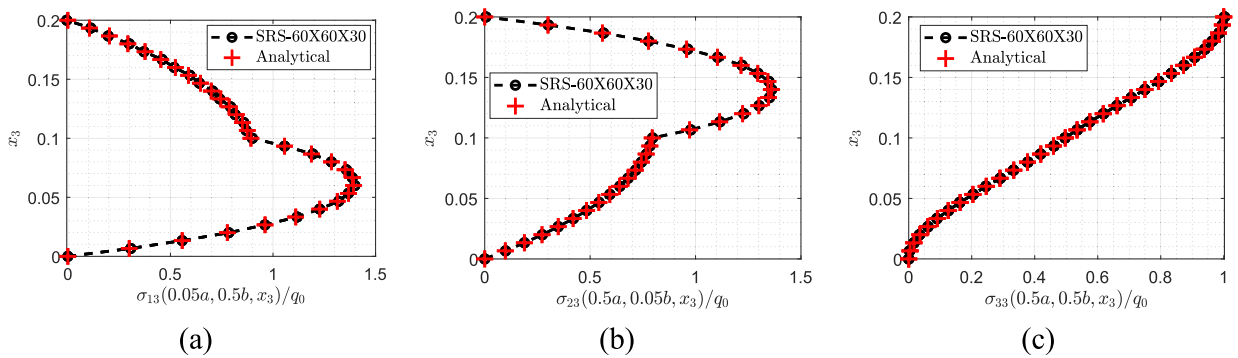 0.2
0.15
0.1
0.05
0
x₃
SRS-60X60X30
Analytical
0 0.5 1 1.5
σ₁₃(0.05a, 0.5b, x₃)/q₀
(a)
0.2
0.15
0.1
0.05
0
x₃
SRS-60X60X30
Analytical
0 0.5 1 1.5
σ₂₃(0.5a, 0.05b, x₃)/q₀
(b)
0.2
0.15
0.1
0.05
0
x₃
SRS-60X60X30
Analytical
0 0.2 0.4 0.6 0.8 1
σ₃₃(0.5a, 0.5b, x₃)/q₀
(c)